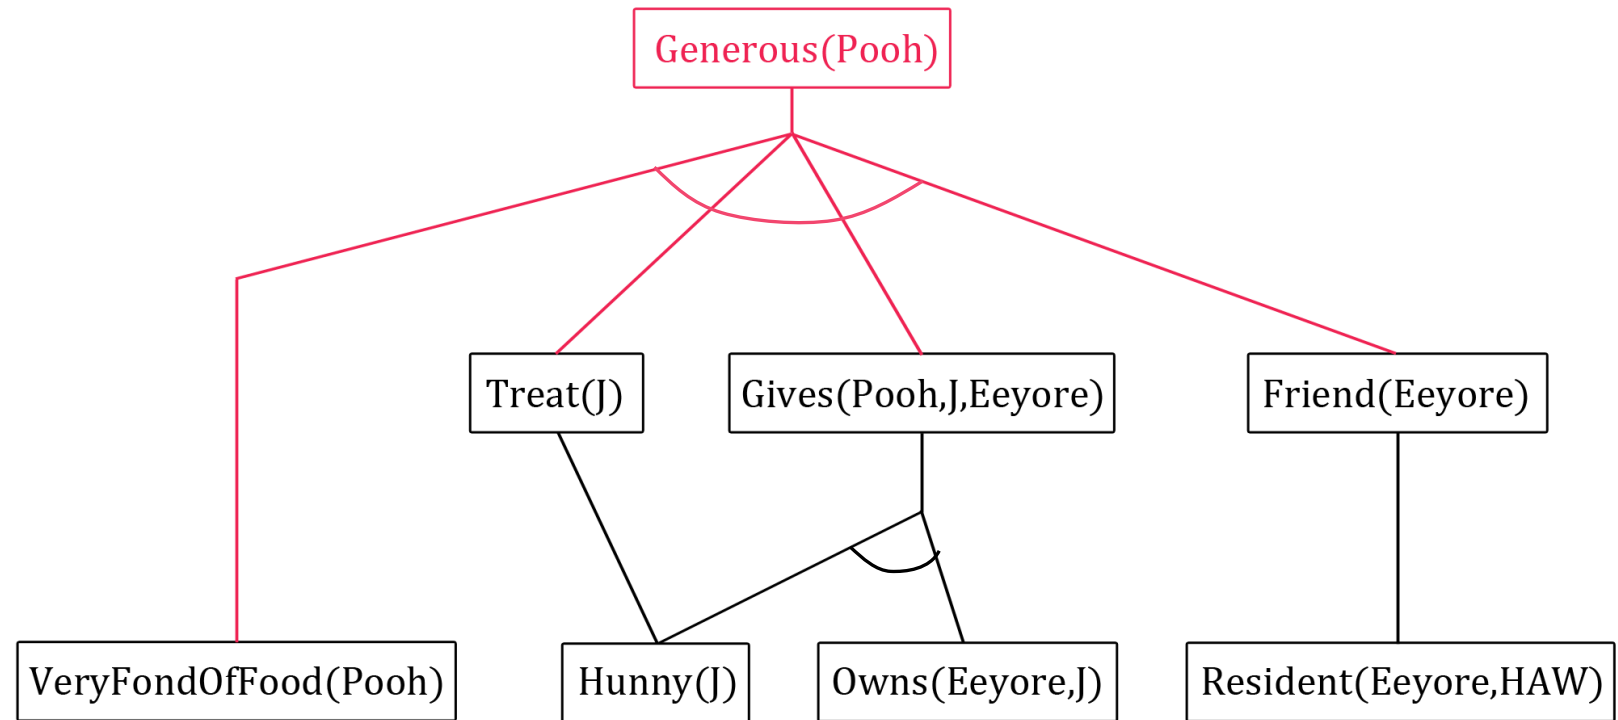 Generous(Pooh)
Treat(J)
Gives(Pooh,J,Eeyore)
Friend(Eeyore)
VeryFondOfFood(Pooh)
Hunny(J)
Owns(Eeyore,J)
Resident(Eeyore,HAW)